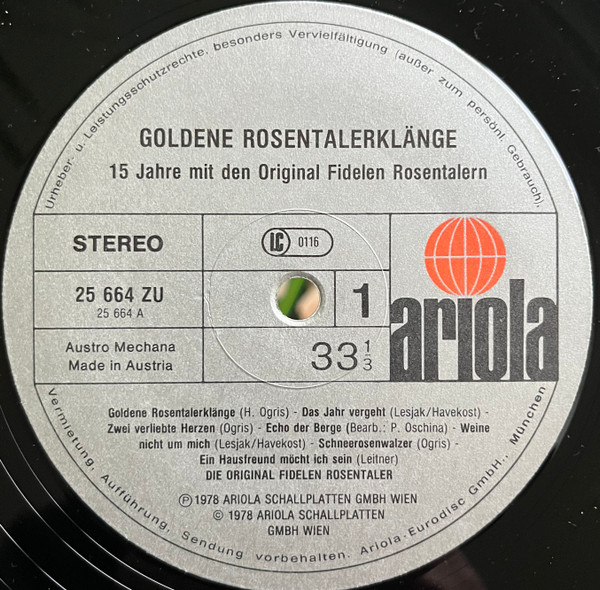 Urheber- u. Leistungsschutzrechte, besonders Vervielfältigung (außer zum persönl. Gebrauch),
GOLDENE ROSENTALERKLÄNGE
15 Jahre mit den Original Fidelen Rosentalern
STEREO
LC 0116
25 664 ZU
25 664 A
1
ariola
Austro Mechana
Made in Austria
33 1/3
Goldene Rosentalerklänge (H. Ogris) - Das Jahr vergeht (Lesjak/Havekost) -
Zwei verliebte Herzen (Ogris) - Echo der Berge (Bearb.: P. Oschina) - Weine
nicht um mich (Lesjak/Havekost) - Schneerosenwalzer (Ogris) -
Ein Hausfreund möcht ich sein (Leitner)
DIE ORIGINAL FIDELEN ROSENTALER
Ⓟ 1978 ARIOLA SCHALLPLATTEN GMBH WIEN
© 1978 ARIOLA SCHALLPLATTEN
GMBH WIEN
Vermietung, Aufführung, Sendung vorbehalten. Ariola-Eurodisc GmbH., München